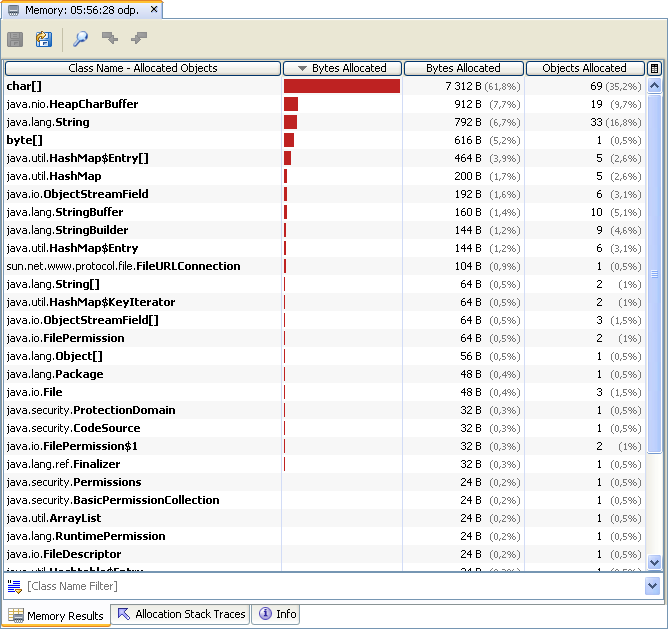 Memory: 05:56:28 odp.
Class Name - Allocated Objects Bytes Allocated Bytes Allocated Objects Allocated
char[] 7 312 B (61,8%) 69 (35,2%)
java.nio.HeapCharBuffer 912 B (7,7%) 19 (9,7%)
java.lang.String 792 B (6,7%) 33 (16,8%)
byte[] 616 B (5,2%) 1 (0,5%)
java.util.HashMap$Entry[] 464 B (3,9%) 5 (2,6%)
java.util.HashMap 200 B (1,7%) 5 (2,6%)
java.io.ObjectStreamField 192 B (1,6%) 6 (3,1%)
java.lang.StringBuffer 160 B (1,4%) 10 (5,1%)
java.lang.StringBuilder 144 B (1,2%) 9 (4,6%)
java.util.HashMap$Entry 144 B (1,2%) 6 (3,1%)
sun.net.www.protocol.file.FileURLConnection 104 B (0,9%) 1 (0,5%)
java.lang.String[] 64 B (0,5%) 2 (1%)
java.util.HashMap$KeyIterator 64 B (0,5%) 2 (1%)
java.io.ObjectStreamField[] 64 B (0,5%) 3 (1,5%)
java.io.FilePermission 64 B (0,5%) 2 (1%)
java.lang.Object[] 56 B (0,5%) 1 (0,5%)
java.lang.Package 48 B (0,4%) 1 (0,5%)
java.io.File 48 B (0,4%) 3 (1,5%)
java.security.ProtectionDomain 32 B (0,3%) 1 (0,5%)
java.security.CodeSource 32 B (0,3%) 1 (0,5%)
java.io.FilePermission$1 32 B (0,3%) 2 (1%)
java.lang.ref.Finalizer 32 B (0,3%) 1 (0,5%)
java.security.Permissions 24 B (0,2%) 1 (0,5%)
java.security.BasicPermissionCollection 24 B (0,2%) 1 (0,5%)
java.util.ArrayList 24 B (0,2%) 1 (0,5%)
java.lang.RuntimePermission 24 B (0,2%) 1 (0,5%)
java.io.FileDescriptor 24 B (0,2%) 1 (0,5%)
java.util.Hashtable$Entry 24 B (0,2%) 1 (0,5%)
[Class Name Filter]
Memory Results Allocation Stack Traces Info